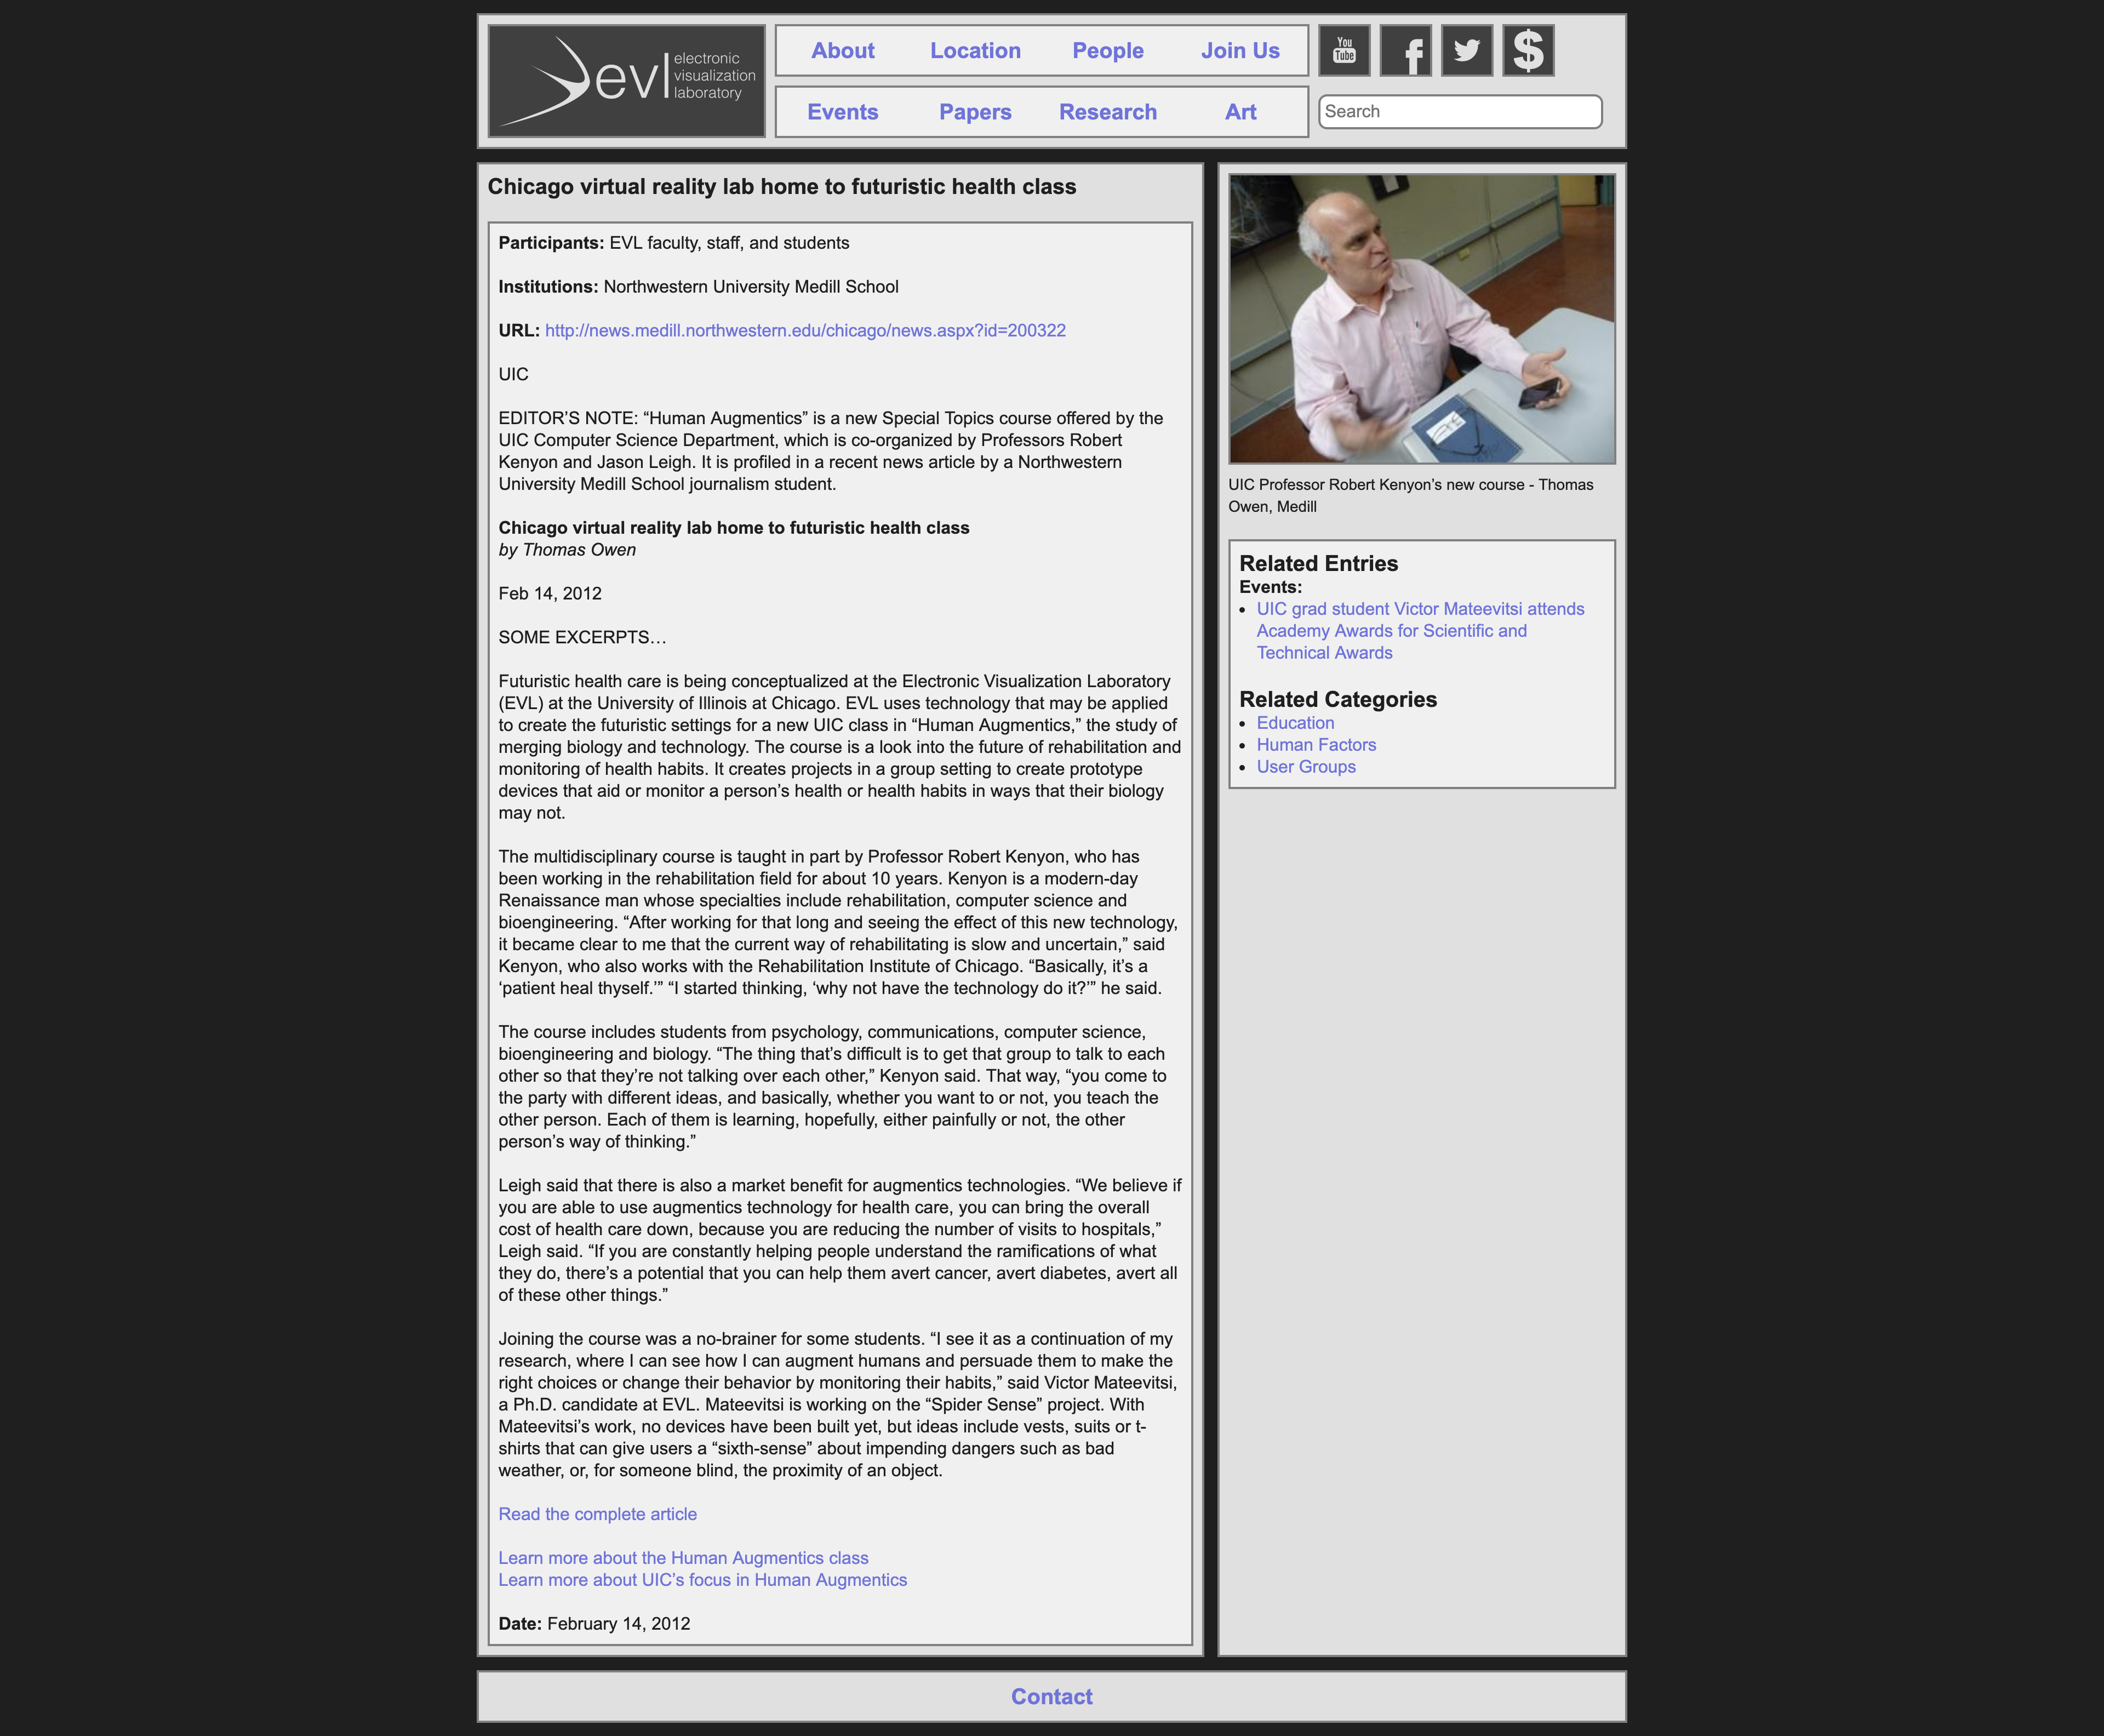 evl electronic
visualization
laboratory
About Location People Join Us
You
Tube
f
$
Events Papers Research Art
Search
Chicago virtual reality lab home to futuristic health class
Participants: EVL faculty, staff, and students
Institutions: Northwestern University Medill School
URL: http://news.medill.northwestern.edu/chicago/news.aspx?id=200322
UIC
EDITOR’S NOTE: “Human Augmentics” is a new Special Topics course offered by the
UIC Computer Science Department, which is co-organized by Professors Robert
Kenyon and Jason Leigh. It is profiled in a recent news article by a Northwestern
University Medill School journalism student.
Chicago virtual reality lab home to futuristic health class
by Thomas Owen
Feb 14, 2012
SOME EXCERPTS…
Futuristic health care is being conceptualized at the Electronic Visualization Laboratory
(EVL) at the University of Illinois at Chicago. EVL uses technology that may be applied
to create the futuristic settings for a new UIC class in “Human Augmentics,” the study of
merging biology and technology. The course is a look into the future of rehabilitation and
monitoring of health habits. It creates projects in a group setting to create prototype
devices that aid or monitor a person’s health or health habits in ways that their biology
may not.
The multidisciplinary course is taught in part by Professor Robert Kenyon, who has
been working in the rehabilitation field for about 10 years. Kenyon is a modern-day
Renaissance man whose specialties include rehabilitation, computer science and
bioengineering. “After working for that long and seeing the effect of this new technology,
it became clear to me that the current way of rehabilitating is slow and uncertain,” said
Kenyon, who also works with the Rehabilitation Institute of Chicago. “Basically, it’s a
‘patient heal thyself.’” “I started thinking, ‘why not have the technology do it?’” he said.
The course includes students from psychology, communications, computer science,
bioengineering and biology. “The thing that’s difficult is to get that group to talk to each
other so that they’re not talking over each other,” Kenyon said. That way, “you come to
the party with different ideas, and basically, whether you want to or not, you teach the
other person. Each of them is learning, hopefully, either painfully or not, the other
person’s way of thinking.”
Leigh said that there is also a market benefit for augmentics technologies. “We believe if
you are able to use augmentics technology for health care, you can bring the overall
cost of health care down, because you are reducing the number of visits to hospitals,”
Leigh said. “If you are constantly helping people understand the ramifications of what
they do, there’s a potential that you can help them avert cancer, avert diabetes, avert all
of these other things.”
Joining the course was a no-brainer for some students. “I see it as a continuation of my
research, where I can see how I can augment humans and persuade them to make the
right choices or change their behavior by monitoring their habits,” said Victor Mateevitsi,
a Ph.D. candidate at EVL. Mateevitsi is working on the “Spider Sense” project. With
Mateevitsi’s work, no devices have been built yet, but ideas include vests, suits or t-
shirts that can give users a “sixth-sense” about impending dangers such as bad
weather, or, for someone blind, the proximity of an object.
Read the complete article
Learn more about the Human Augmentics class
Learn more about UIC’s focus in Human Augmentics
Date: February 14, 2012
UIC Professor Robert Kenyon’s new course - Thomas
Owen, Medill
Related Entries
Events:
• UIC grad student Victor Mateevitsi attends
Academy Awards for Scientific and
Technical Awards
Related Categories
• Education
• Human Factors
• User Groups
Contact